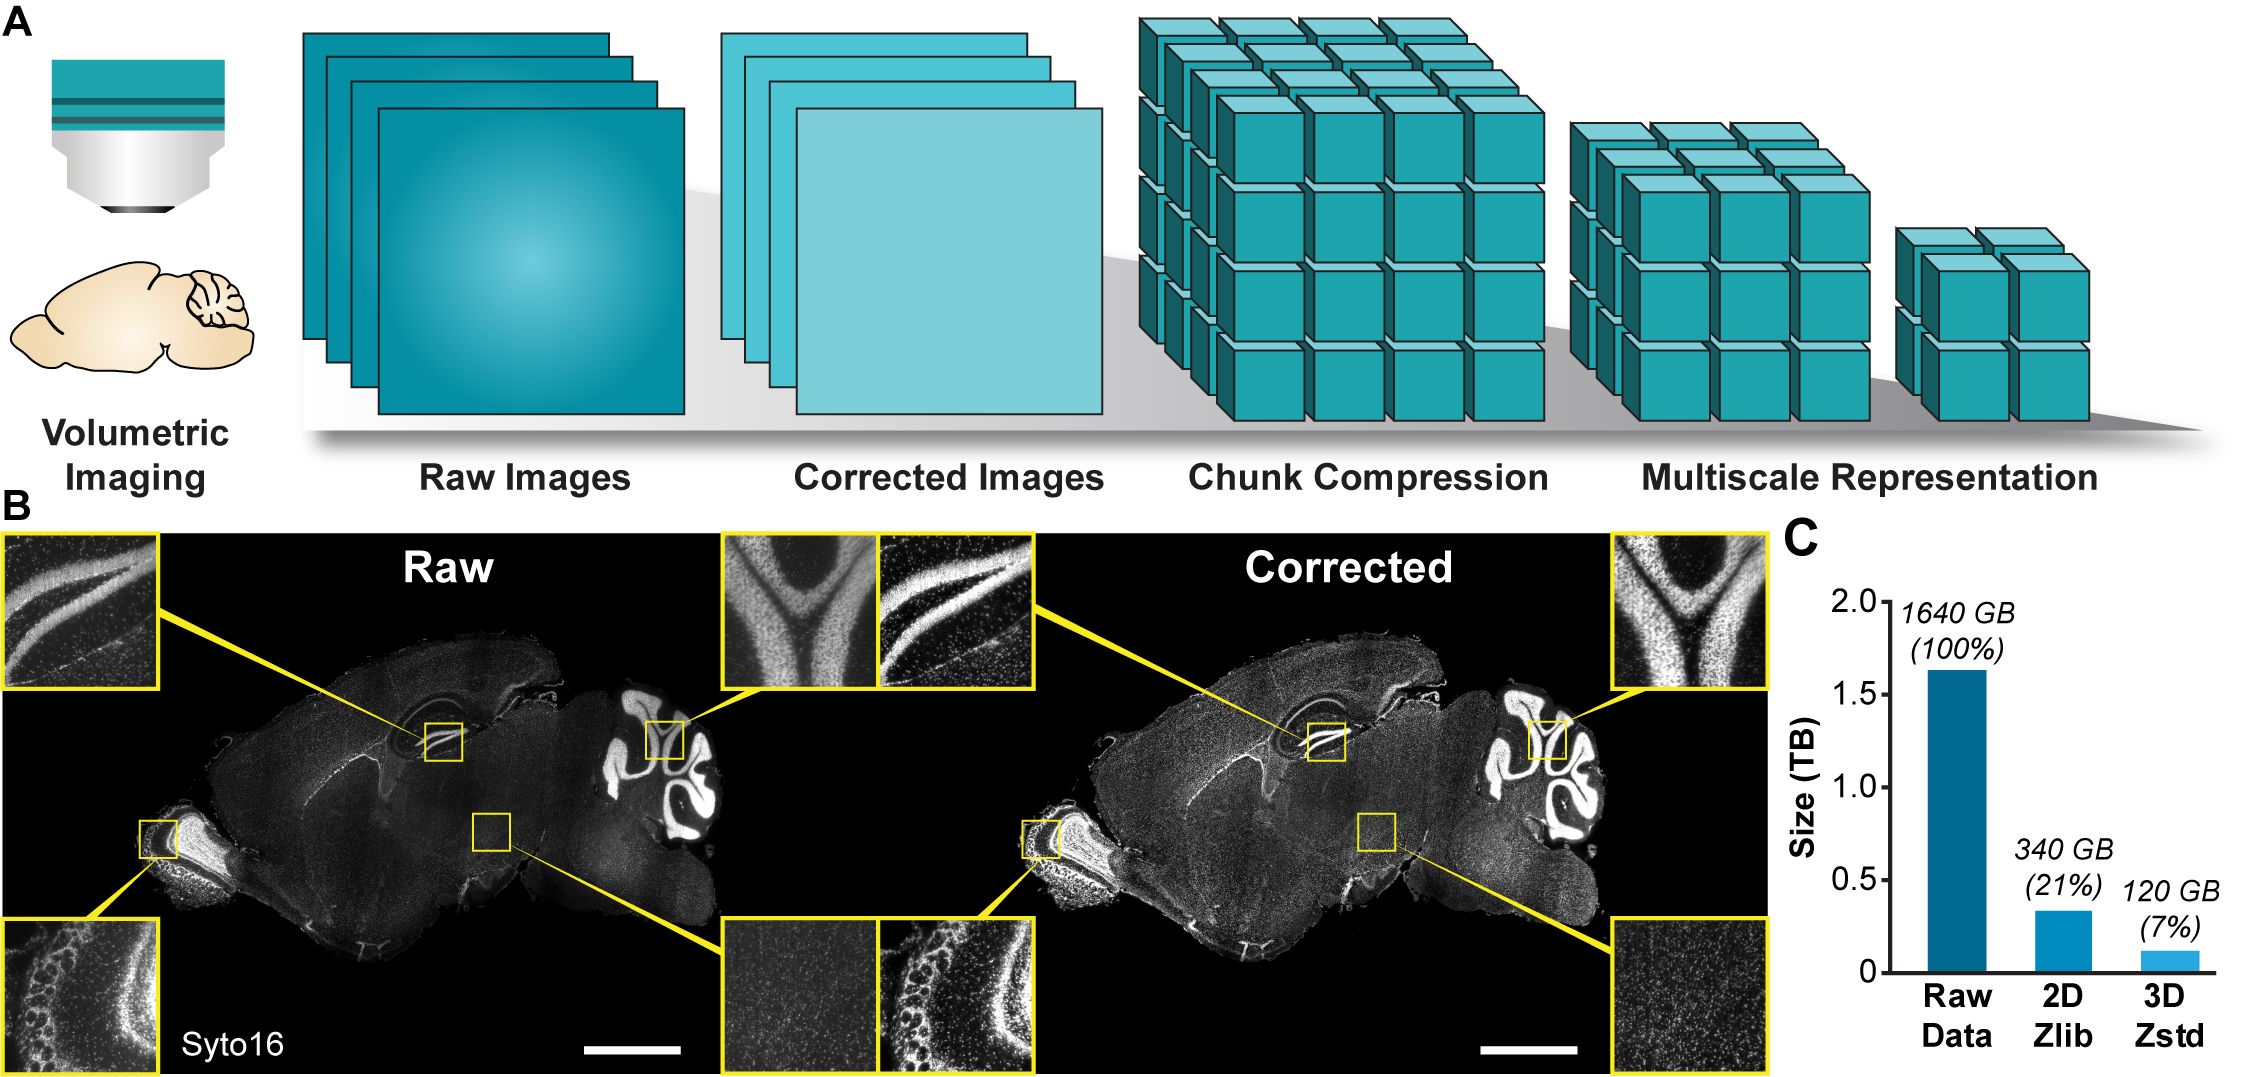 A
Volumetric
Imaging
Raw Images
Corrected Images
Chunk Compression
Multiscale Representation
B
Raw
Corrected
Syto16
C
Size (TB)
2.0
1.5
1.0
0.5
0
1640 GB
(100%)
340 GB
(21%)
120 GB
(7%)
Raw
Data
2D
Zlib
3D
Zstd